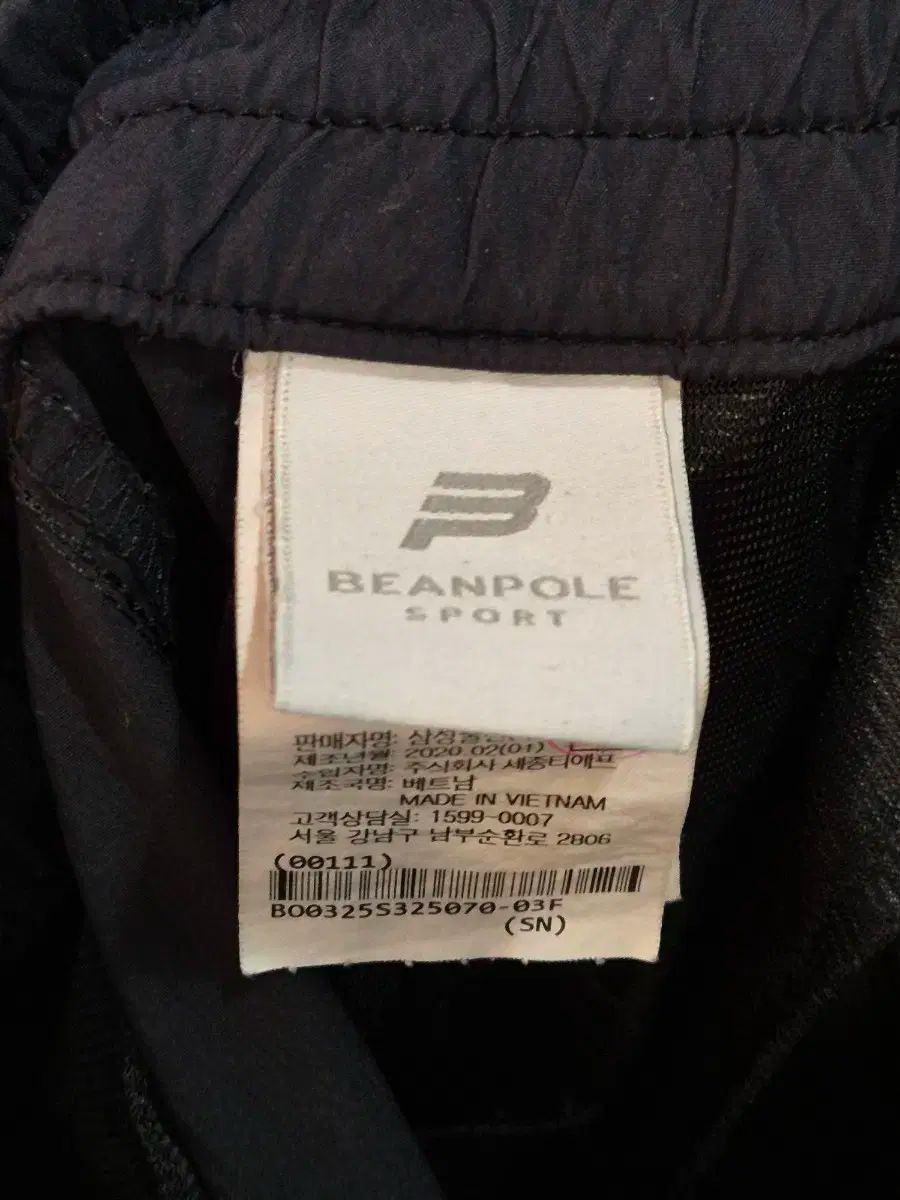 BEANPOLE
SPORT
판매자명: 삼성물산
제조년월: 2020 02(01)
수입자명: 주식회사 세종티에프
제조국명: 베트남
MADE IN VIETNAM
고객상담실: 1599-0007
서울 강남구 남부순환로 2806
(00111)
BO0325S325070-03F
(SN)